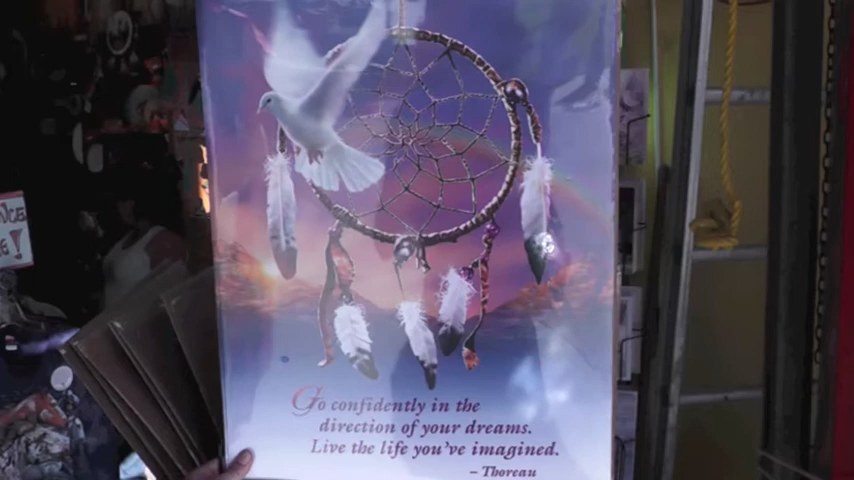 Go confidently in the
direction of your dreams.
Live the life you've imagined.
– Thoreau